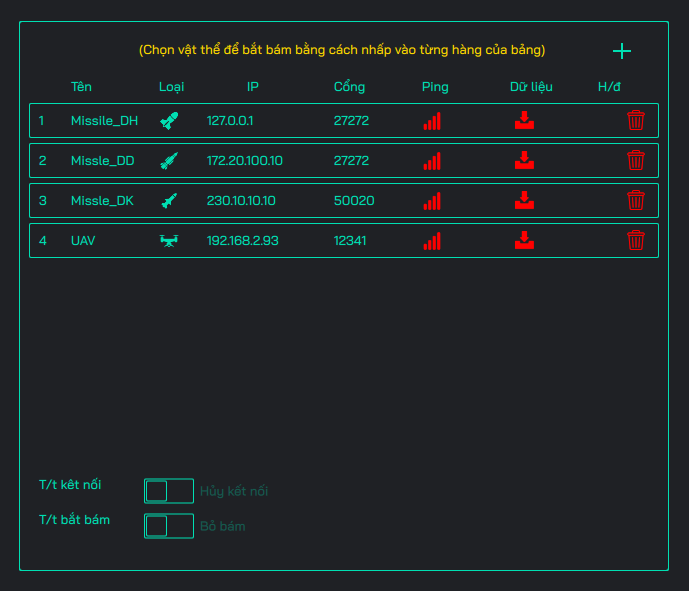 (Chọn vật thể để bắt bám bằng cách nhấp vào từng hàng của bảng)
Tên Loại IP Cổng Ping Dữ liệu H/đ
1 Missile_DH 127.0.0.1 27272
2 Missle_DD 172.20.100.10 27272
3 Missle_DK 230.10.10.10 50020
4 UAV 192.168.2.93 12341
T/t kêt nối Hủy kết nối
T/t bắt bám Bỏ bám